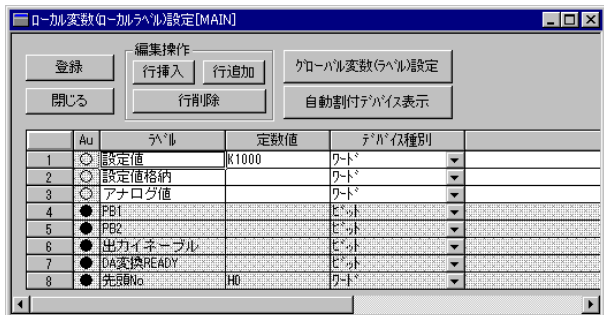 ﾛｰｶﾙ変数(ﾛｰｶﾙﾗﾍﾞﾙ)設定[MAIN]
登録
閉じる
編集操作
行挿入 行追加
行削除
ｸﾞﾛｰﾊﾞﾙ変数(ﾗﾍﾞﾙ)設定
自動割付ﾃﾞﾊﾞｲｽ表示
Au ﾗﾍﾞﾙ 定数値 ﾃﾞﾊﾞｲｽ種別
1 設定値 K1000 ﾜｰﾄﾞ
2 設定値格納 ﾜｰﾄﾞ
3 アナログ値 ﾜｰﾄﾞ
4 PB1 ﾋﾞｯﾄ
5 PB2 ﾋﾞｯﾄ
6 出力イネーブル ﾋﾞｯﾄ
7 DA変換READY ﾋﾞｯﾄ
8 先頭No H0 ﾜｰﾄﾞ